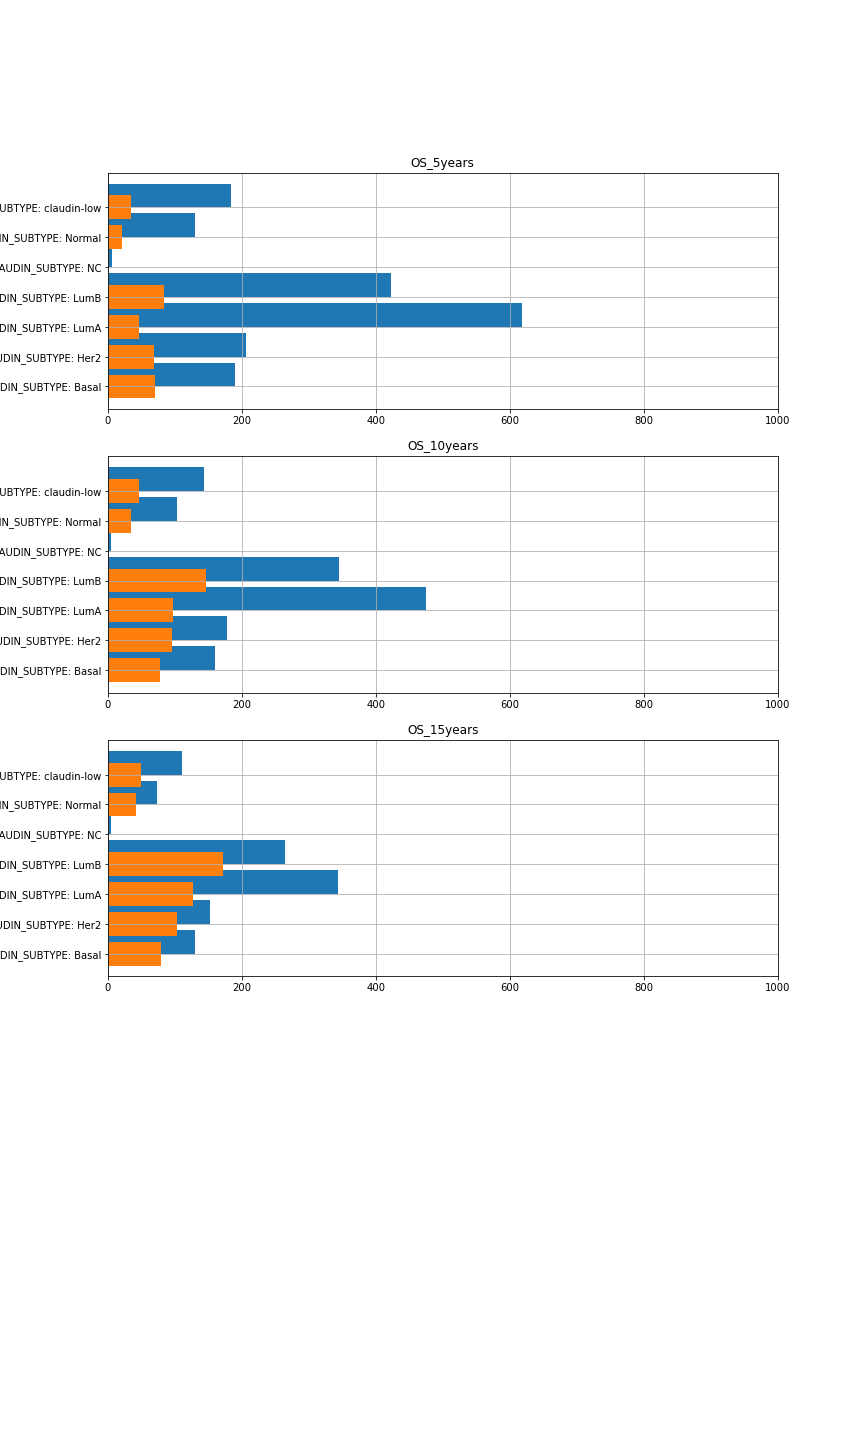 OS_5years
UBTYPE: claudin-low
IN_SUBTYPE: Normal
AUDIN_SUBTYPE: NC
DIN_SUBTYPE: LumB
DIN_SUBTYPE: LumA
UDIN_SUBTYPE: Her2
DIN_SUBTYPE: Basal
0 200 400 600 800 1000
OS_10years
UBTYPE: claudin-low
IN_SUBTYPE: Normal
AUDIN_SUBTYPE: NC
DIN_SUBTYPE: LumB
DIN_SUBTYPE: LumA
UDIN_SUBTYPE: Her2
DIN_SUBTYPE: Basal
0 200 400 600 800 1000
OS_15years
UBTYPE: claudin-low
IN_SUBTYPE: Normal
AUDIN_SUBTYPE: NC
DIN_SUBTYPE: LumB
DIN_SUBTYPE: LumA
UDIN_SUBTYPE: Her2
DIN_SUBTYPE: Basal
0 200 400 600 800 1000